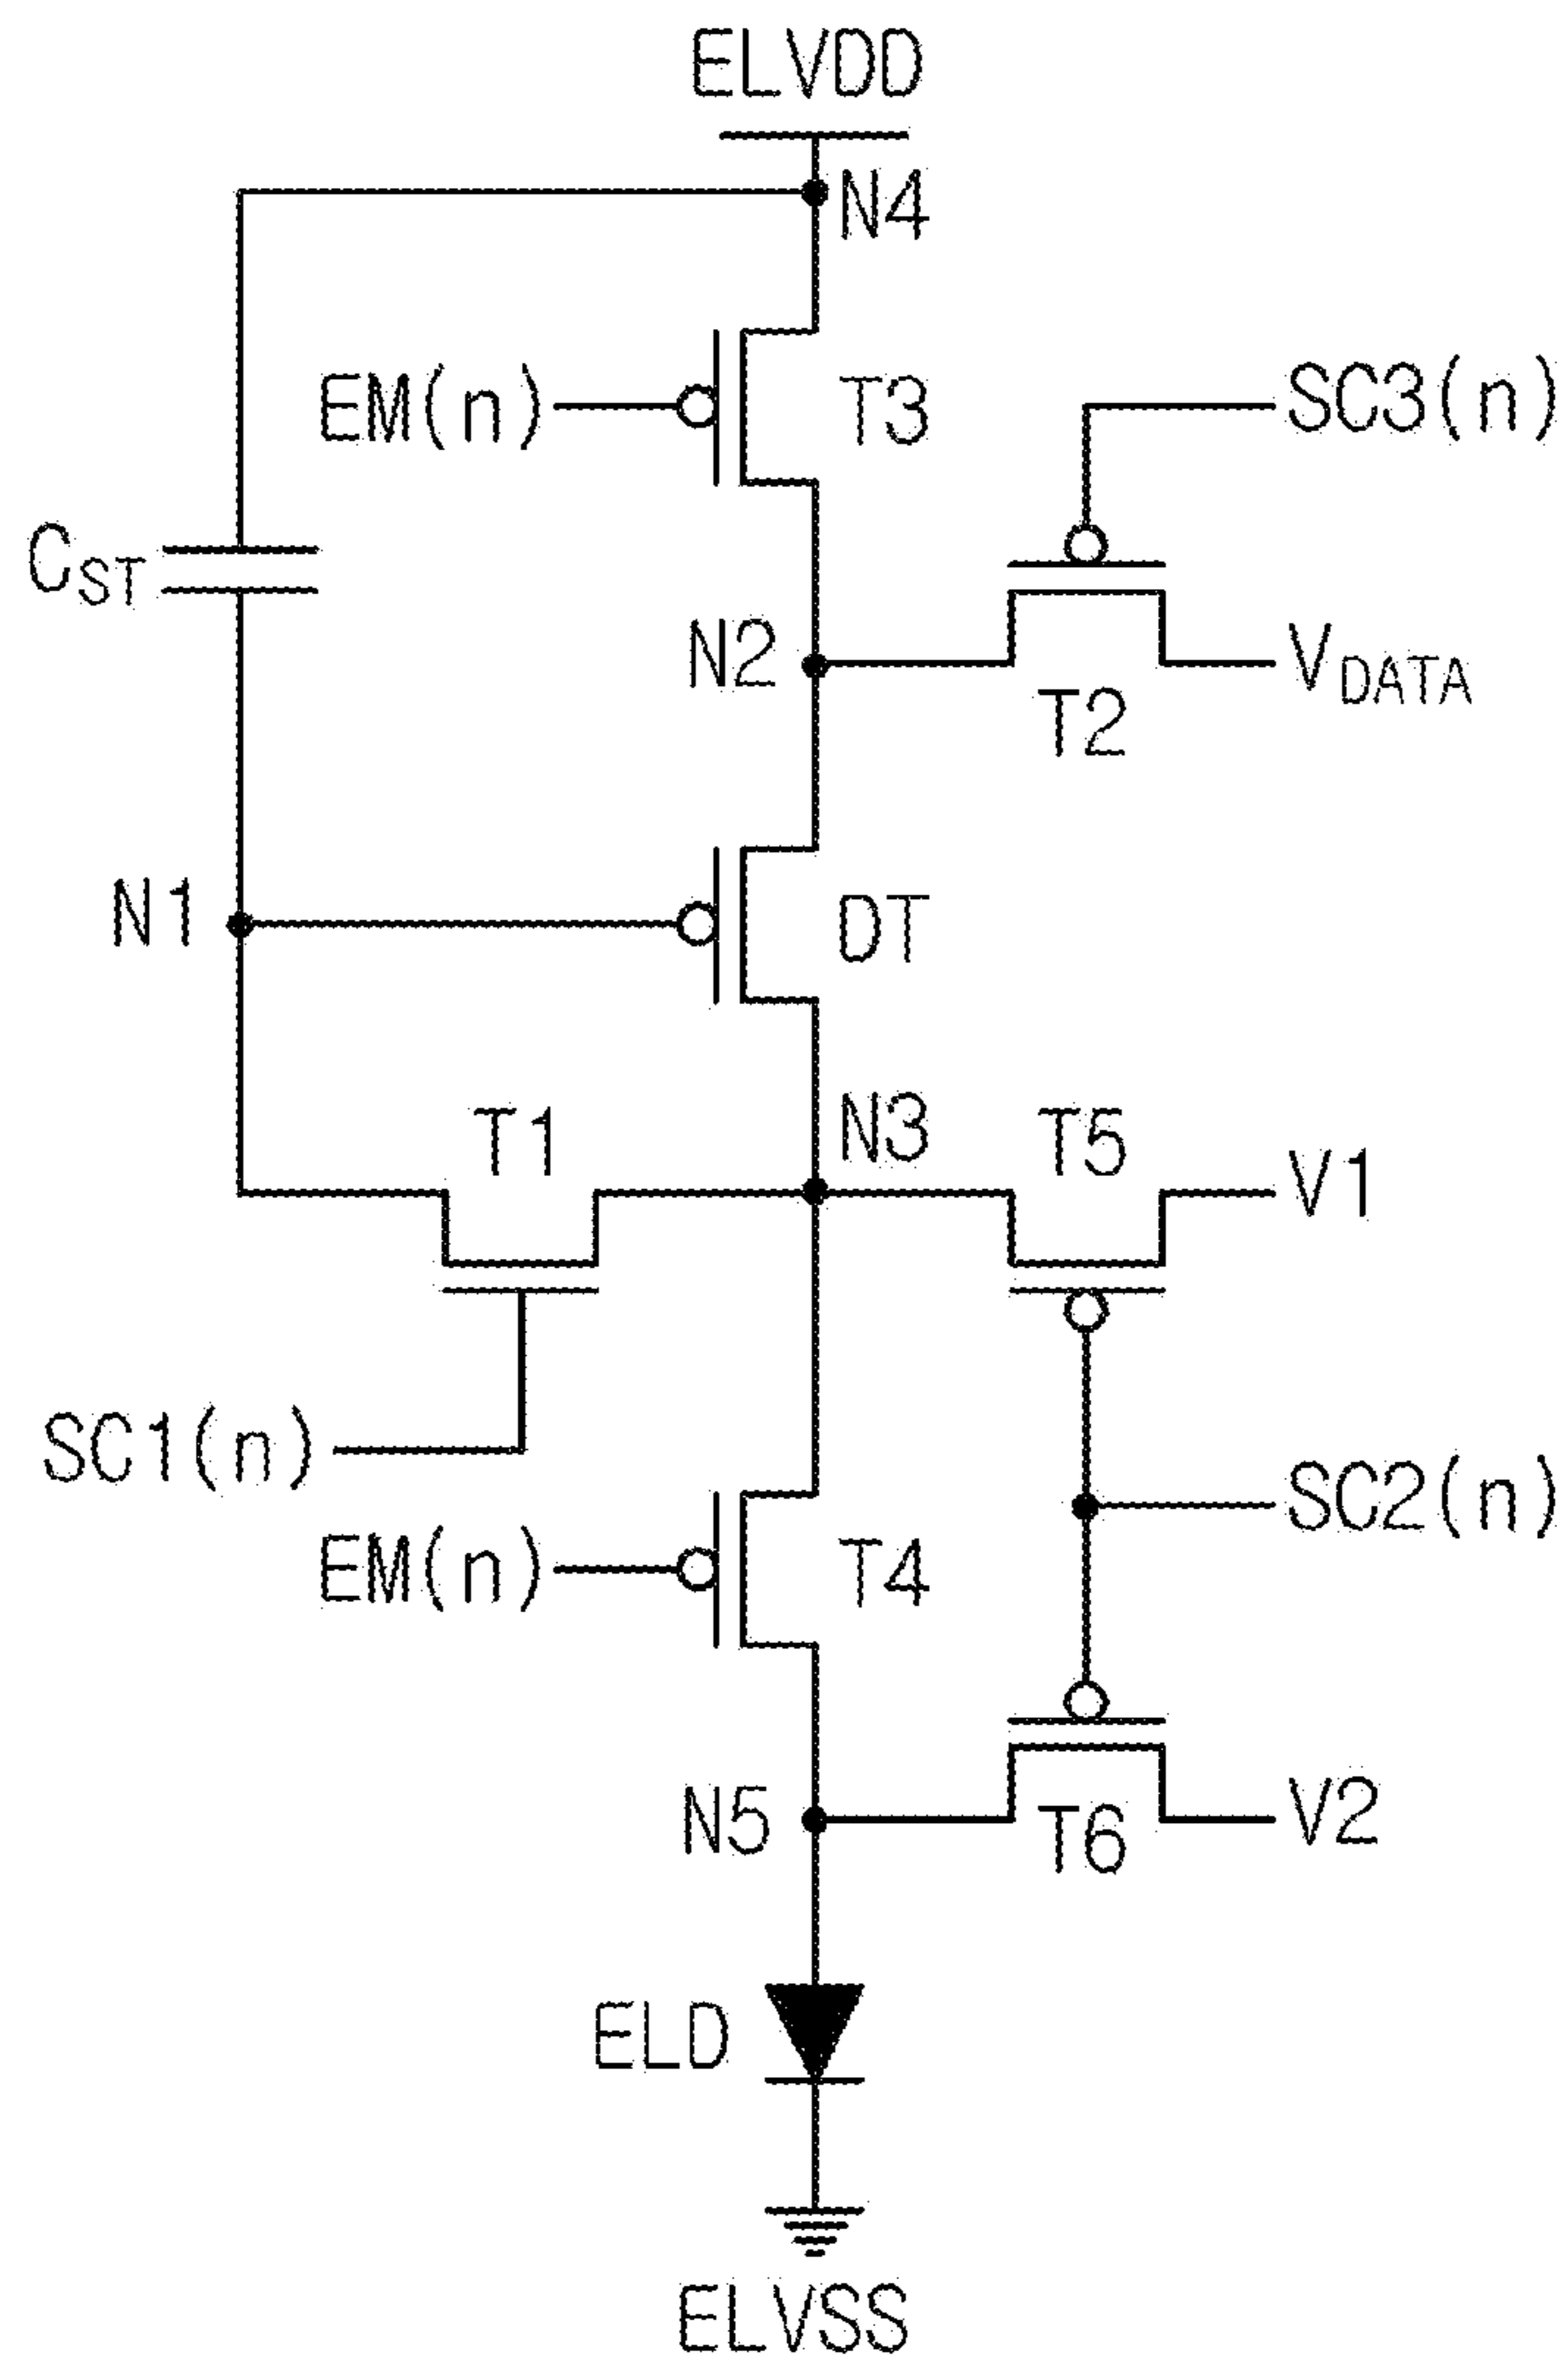 ELVDD
N4
EM(n)
T3
SC3(n)
CST
N2
VDATA
T2
N1
DT
T1
N3
T5
V1
SC1(n)
SC2(n)
EM(n)
T4
N5
T6
V2
ELD
ELVSS